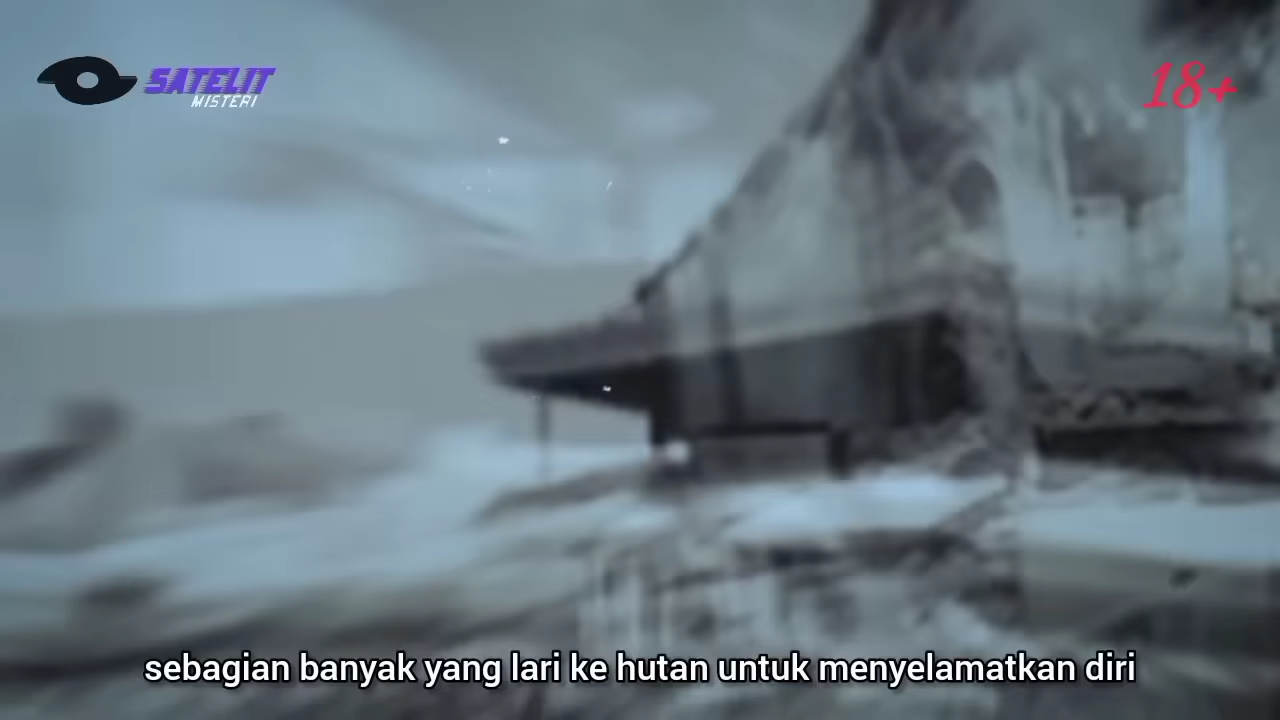 SATELIT
MISTERI
18+
sebagian banyak yang lari ke hutan untuk menyelamatkan diri